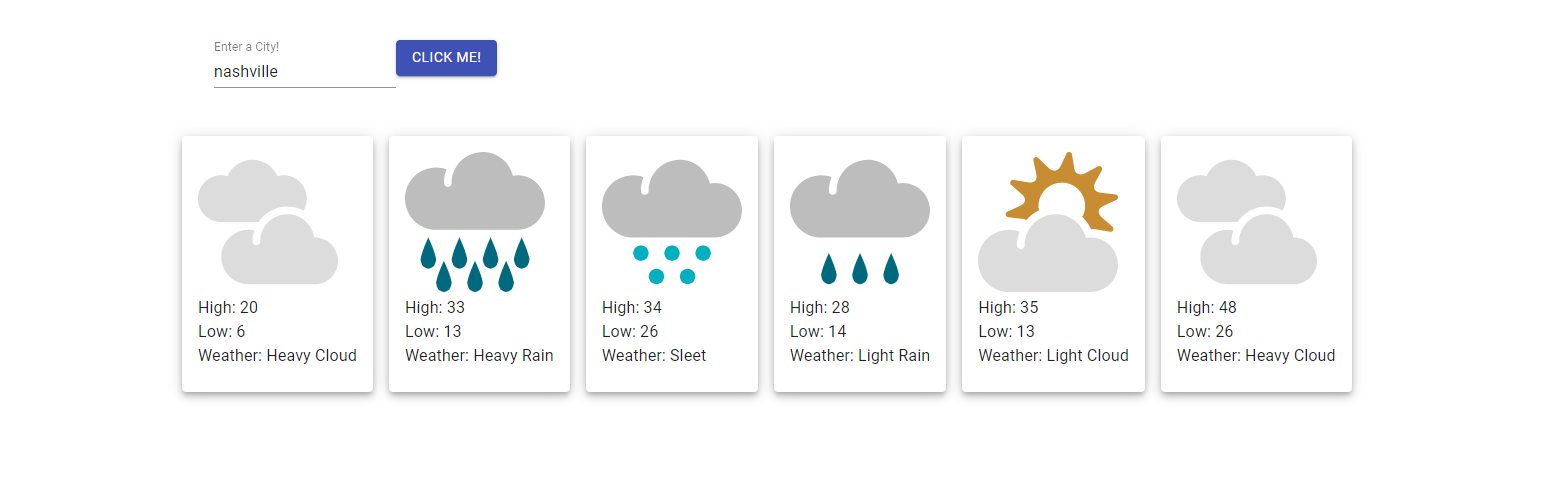 Enter a City!
nashville
CLICK ME!
High: 20
Low: 6
Weather: Heavy Cloud
High: 33
Low: 13
Weather: Heavy Rain
High: 34
Low: 26
Weather: Sleet
High: 28
Low: 14
Weather: Light Rain
High: 35
Low: 13
Weather: Light Cloud
High: 48
Low: 26
Weather: Heavy Cloud